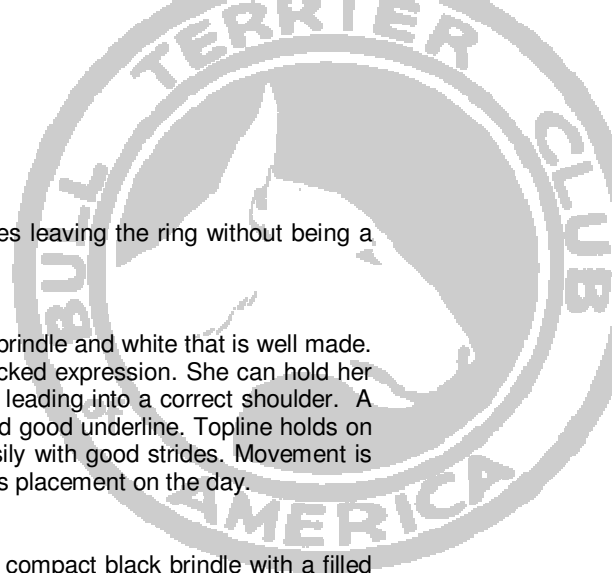 BULL TERRIER CLUB
AMERICA
es leaving the ring without being a
brindle and white that is well made.
cked expression. She can hold her
leading into a correct shoulder. A
d good underline. Topline holds on
sily with good strides. Movement is
s placement on the day.
compact black brindle with a filled